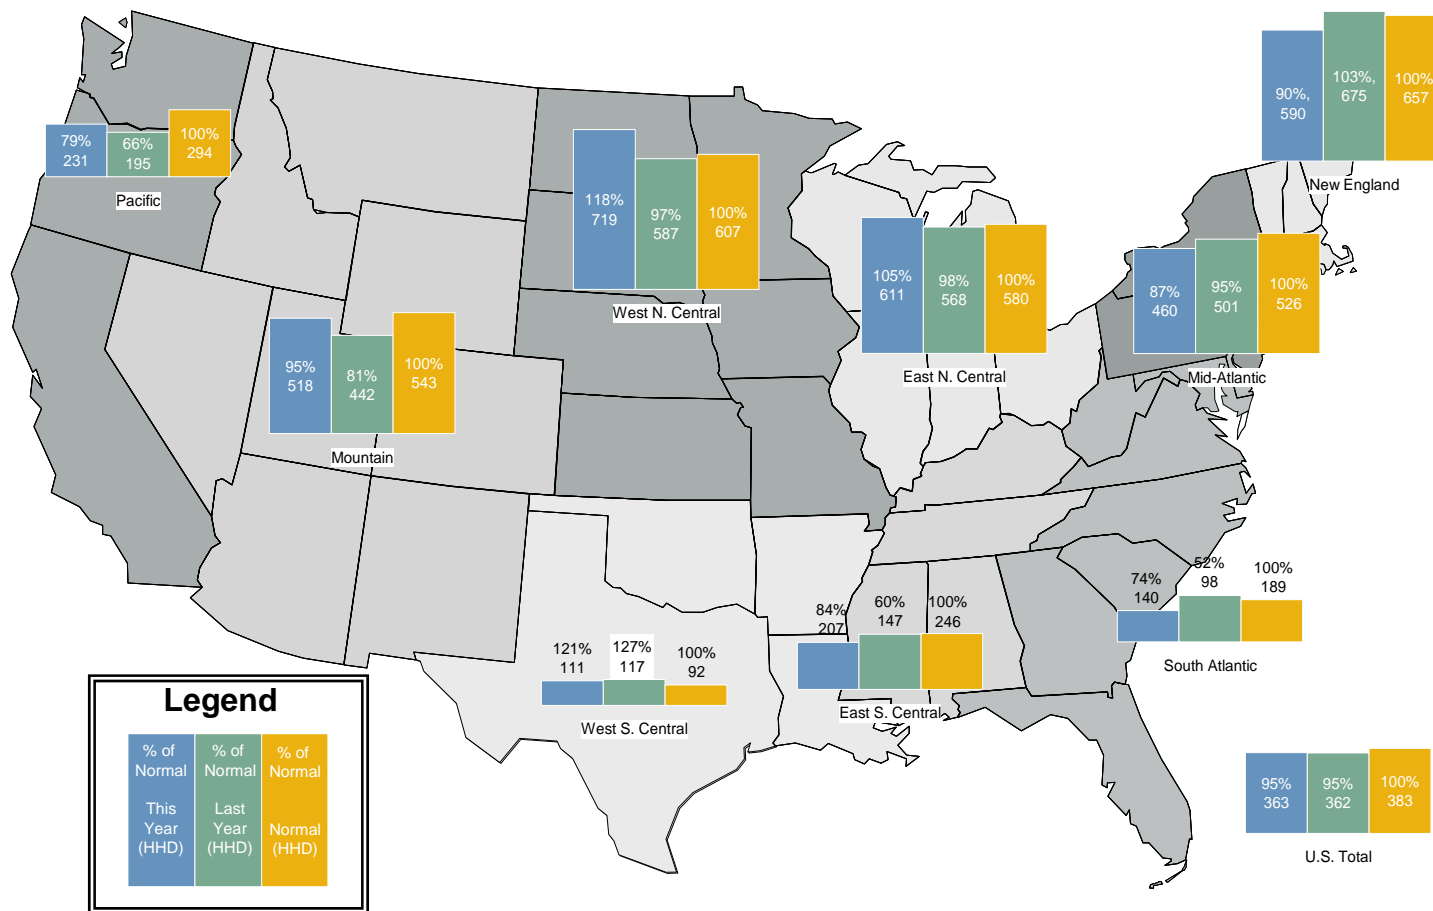 90%,
590
103%,
675
100%
657
New England
79%
231
66%
195
100%
294
Pacific
118%
719
97%
587
100%
607
West N. Central
105%
611
98%
568
100%
580
East N. Central
87%
460
95%
501
100%
526
Mid-Atlantic
95%
518
81%
442
100%
543
Mountain
121%
111
127%
117
100%
92
West S. Central
84%
207
60%
147
100%
246
East S. Central
74%
140
52%
98
100%
189
South Atlantic
95%
363
95%
362
100%
383
U.S. Total
Legend
% of
Normal
This
Year
(HHD)
% of
Normal
Last
Year
(HHD)
% of
Normal
Normal
(HHD)